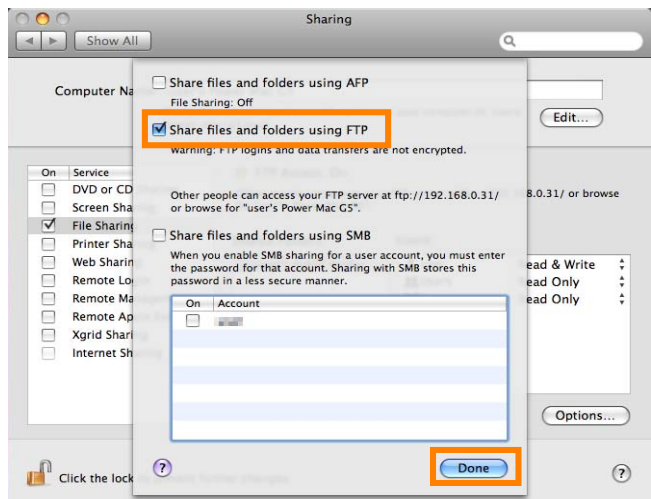 Sharing
Show All
Computer Na
Edit...
Share files and folders using AFP
File Sharing: Off
Share files and folders using FTP
Warning: FTP logins and data transfers are not encrypted.
Other people can access your FTP server at ftp://192.168.0.31/
or browse for "user's Power Mac G5".
8.0.31/ or browse
Share files and folders using SMB
When you enable SMB sharing for a user account, you must enter
the password for that account. Sharing with SMB stores this
password in a less secure manner.
On Account
On Service
DVD or CD
Screen Sha
File Sharing
Printer Sha
Web Sharin
Remote Lo
Remote Ma
Remote Ap
Xgrid Shari
Internet Sh
ead & Write
ead Only
ead Only
Options...
?
Done
Click the lock
?